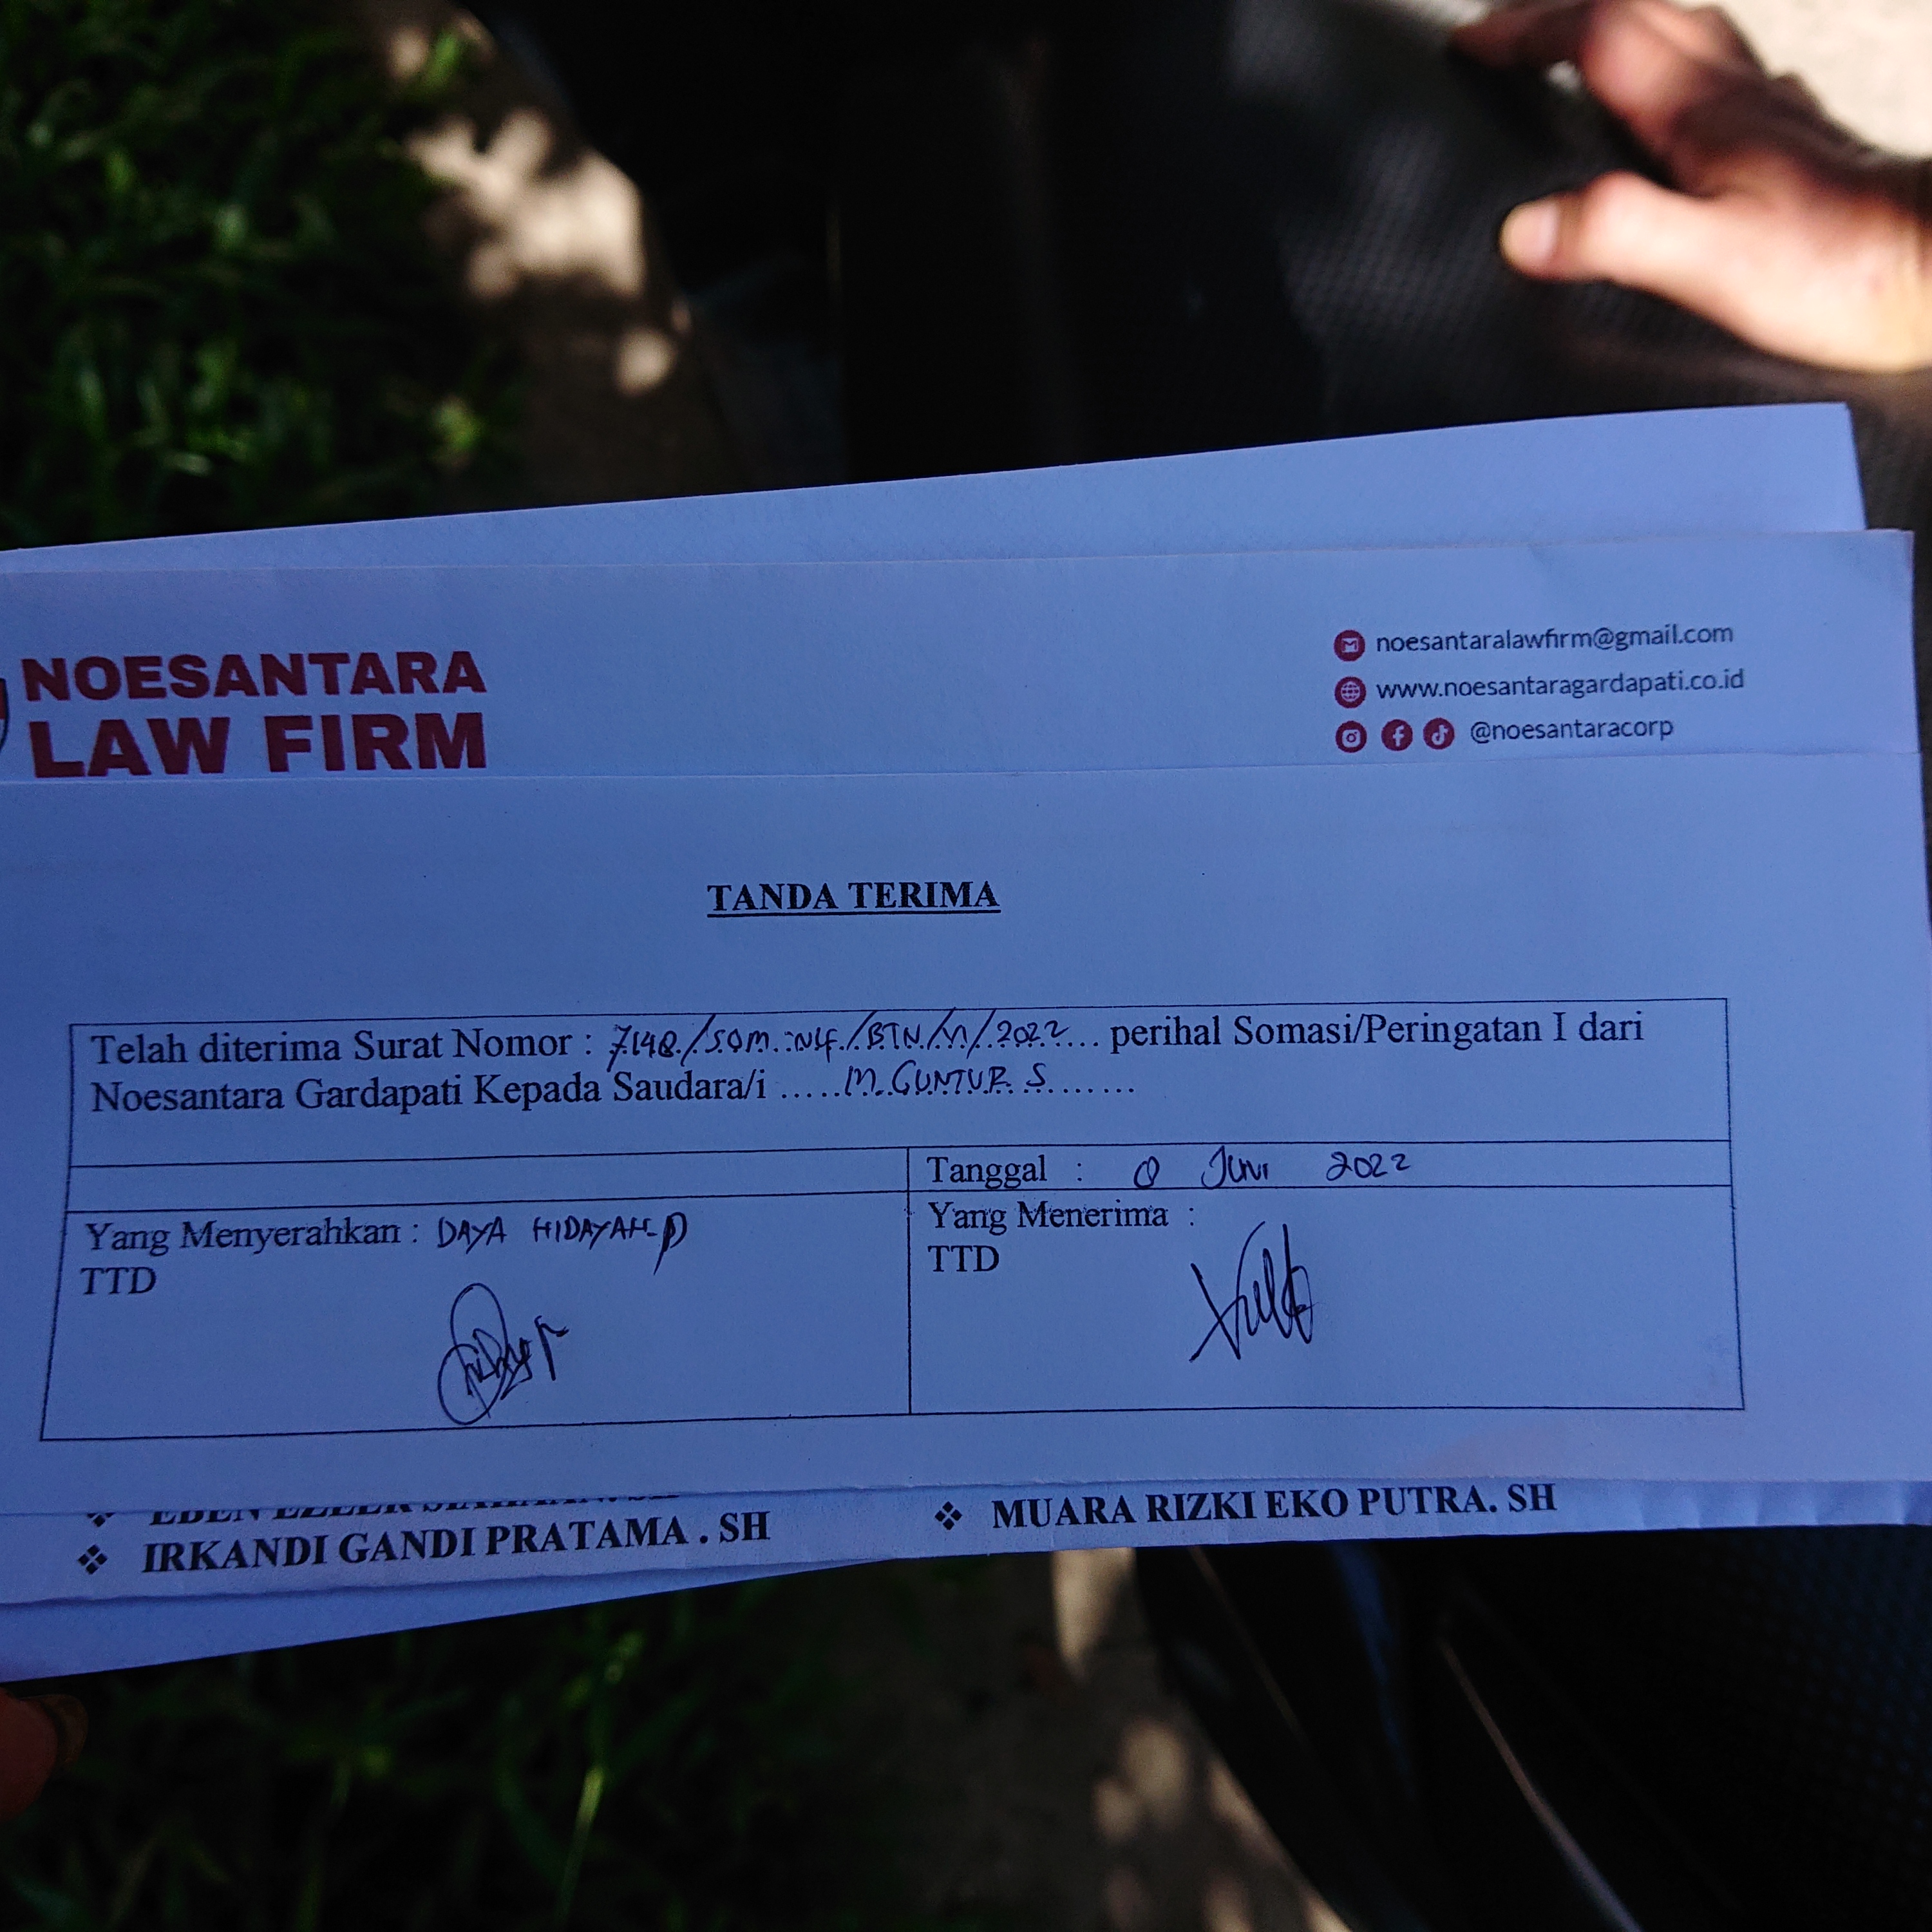 NOESANTARA
LAW FIRM
noesantaralawfirm@gmail.com
www.noesantaragardapati.co.id
@noesantaracorp
TANDA TERIMA
Telah diterima Surat Nomor : 7148./SOM.:NLF./BTN./VI/.2022.... perihal Somasi/Peringatan I dari
Noesantara Gardapati Kepada Saudara/i .....M. GUNTUR. S.........
Tanggal : 8 JUNI 2022
Yang Menyerahkan : DAYA HIDAYAH-P
TTD
Yang Menerima :
TTD
IRKANDI GANDI PRATAMA . SH
MUARA RIZKI EKO PUTRA. SH